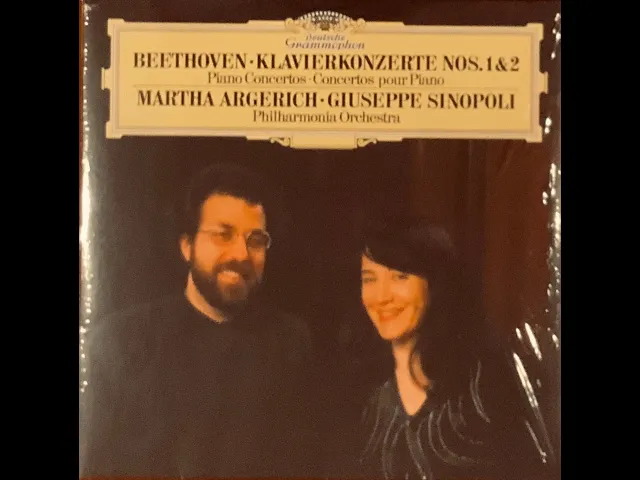 Deutsche
Grammophon
BEETHOVEN · KLAVIERKONZERTE NOS. 1 & 2
Piano Concertos · Concertos pour Piano
MARTHA ARGERICH · GIUSEPPE SINOPOLI
Philharmonia Orchestra